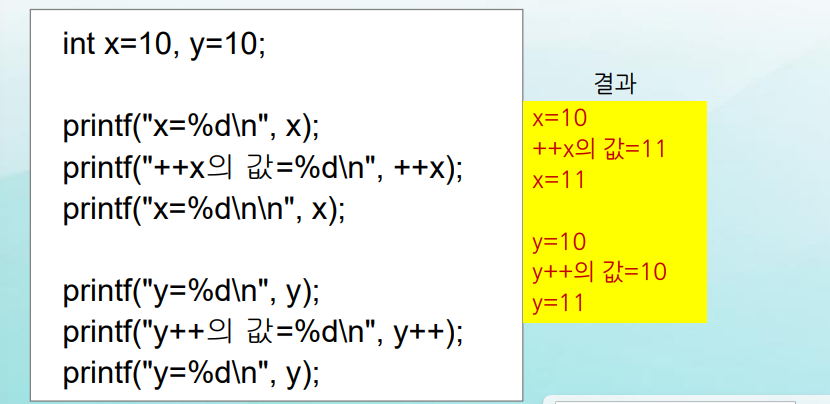 int x=10, y=10;
printf("x=%d\n", x);
printf("++x의 값=%d\n", ++x);
printf("x=%d\n\n", x);
printf("y=%d\n", y);
printf("y++의 값=%d\n", y++);
printf("y=%d\n", y);
결과
x=10
++x의 값=11
x=11
y=10
y++의 값=10
y=11